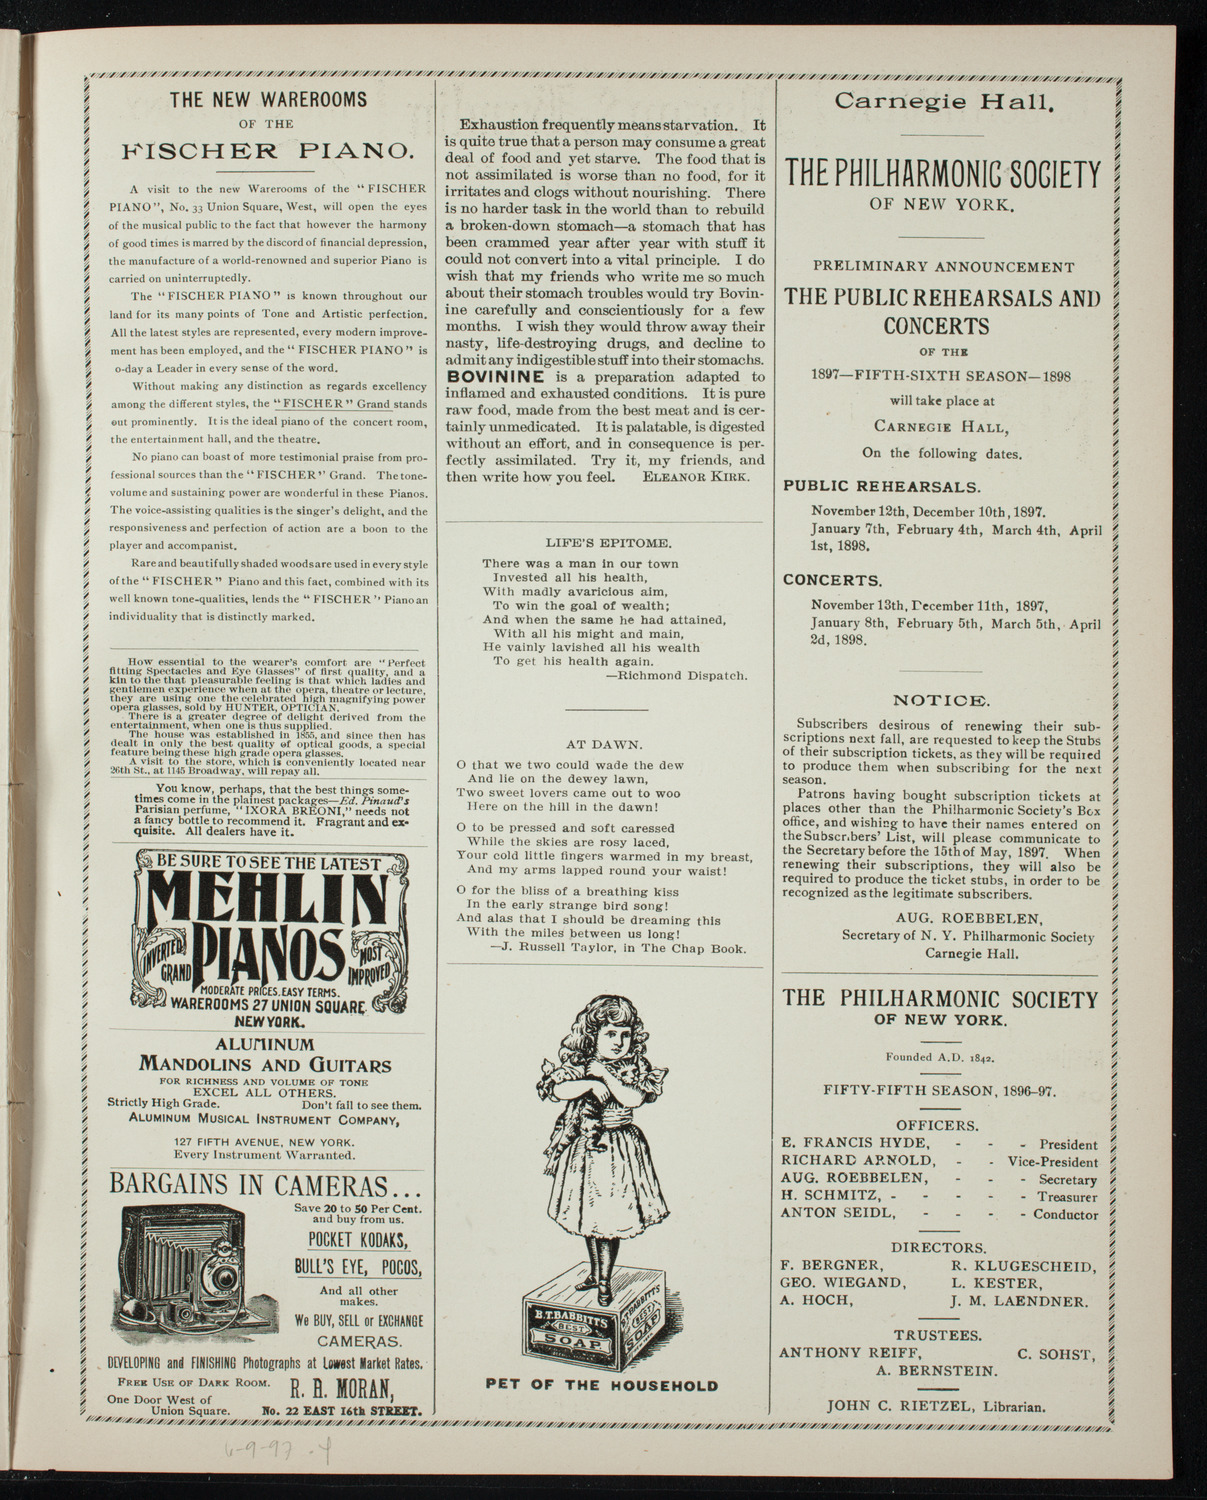 THE NEW WAREROOMS
OF THE
FISCHER PIANO.
A visit to the new Warerooms of the "FISCHER
PIANO", No. 33 Union Square, West, will open the eyes
of the musical public to the fact that however the harmony
of good times is marred by the discord of financial depression,
the manufacture of a world-renowned and superior Piano is
carried on uninterruptedly.
The "FISCHER PIANO" is known throughout our
land for its many points of Tone and Artistic perfection.
All the latest styles are represented, every modern improve-
ment has been employed, and the "FISCHER PIANO" is
o-day a Leader in every sense of the word.
Without making any distinction as regards excellency
among the different styles, the "FISCHER" Grand stands
out prominently. It is the ideal piano of the concert room,
the entertainment hall, and the theatre.
No piano can boast of more testimonial praise from pro-
fessional sources than the "FISCHER" Grand. The tone-
volume and sustaining power are wonderful in these Pianos.
The voice-assisting qualities is the singer's delight, and the
responsiveness and perfection of action are a boon to the
player and accompanist.
Rare and beautifully shaded woods are used in every style
of the "FISCHER" Piano and this fact, combined with its
well known tone-qualities, lends the "FISCHER" Piano an
individuality that is distinctly marked.
How essential to the wearer's comfort are "Perfect
fitting Spectacles and Eye Glasses" of first quality, and a
kin to the that pleasurable feeling is that which ladies and
gentlemen experience when at the opera, theatre or lecture,
they are using one the celebrated high magnifying power
opera glasses, sold by HUNTER, OPTICIAN.
There is a greater degree of delight derived from the
entertainment, when one is thus supplied.
The house was established in 1855, and since then has
dealt in only the best quality of optical goods, a special
feature being these high grade opera glasses.
A visit to the store, which is conveniently located near
26th St., at 1145 Broadway, will repay all.
You know, perhaps, that the best things some-
times come in the plainest packages—Ed. Pinaud's
Parisian perfume, "IXORA BREONI," needs not
a fancy bottle to recommend it. Fragrant and ex-
quisite. All dealers have it.
BE SURE TO SEE THE LATEST
MEHLIN
PIANOS
INVERTED GRAND
MOST IMPROVED
MODERATE PRICES. EASY TERMS.
WAREROOMS 27 UNION SQUARE
NEW YORK.
ALUMINUM
MANDOLINS AND GUITARS
FOR RICHNESS AND VOLUME OF TONE
EXCEL ALL OTHERS.
Strictly High Grade. Don't fail to see them.
ALUMINUM MUSICAL INSTRUMENT COMPANY,
127 FIFTH AVENUE, NEW YORK.
Every Instrument Warranted.
BARGAINS IN CAMERAS...
Save 20 to 50 Per Cent.
and buy from us.
POCKET KODAKS,
BULL'S EYE, POCOS,
And all other
makes.
We BUY, SELL or EXCHANGE
CAMERAS.
DEVELOPING and FINISHING Photographs at Lowest Market Rates.
FREE USE OF DARK ROOM.
R. A. MORAN,
One Door West of
Union Square.
No. 22 EAST 16th STREET.
Exhaustion frequently means starvation. It
is quite true that a person may consume a great
deal of food and yet starve. The food that is
not assimilated is worse than no food, for it
irritates and clogs without nourishing. There
is no harder task in the world than to rebuild
a broken-down stomach—a stomach that has
been crammed year after year with stuff it
could not convert into a vital principle. I do
wish that my friends who write me so much
about their stomach troubles would try Bovin-
ine carefully and conscientiously for a few
months. I wish they would throw away their
nasty, life-destroying drugs, and decline to
admit any indigestible stuff into their stomachs.
BOVININE is a preparation adapted to
inflamed and exhausted conditions. It is pure
raw food, made from the best meat and is cer-
tainly unmedicated. It is palatable, is digested
without an effort, and in consequence is per-
fectly assimilated. Try it, my friends, and
then write how you feel. ELEANOR KIRK.
LIFE'S EPITOME.
There was a man in our town
Invested all his health,
With madly avaricious aim,
To win the goal of wealth;
And when the same he had attained,
With all his might and main,
He vainly lavished all his wealth
To get his health again.
—Richmond Dispatch.
AT DAWN.
O that we two could wade the dew
And lie on the dewey lawn,
Two sweet lovers came out to woo
Here on the hill in the dawn!
O to be pressed and soft caressed
While the skies are rosy laced,
Your cold little fingers warmed in my breast,
And my arms lapped round your waist!
O for the bliss of a breathing kiss
In the early strange bird song!
And alas that I should be dreaming this
With the miles between us long!
—J. Russell Taylor, in The Chap Book.
B.T. BABBITT'S
BEST
SOAP
B.T. BABBITT'S
BEST
SOAP
PET OF THE HOUSEHOLD
Carnegie Hall.
THE PHILHARMONIC SOCIETY
OF NEW YORK.
PRELIMINARY ANNOUNCEMENT
THE PUBLIC REHEARSALS AND
CONCERTS
OF THE
1897—FIFTH-SIXTH SEASON—1898
will take place at
CARNEGIE HALL,
On the following dates.
PUBLIC REHEARSALS.
November 12th, December 10th, 1897.
January 7th, February 4th, March 4th, April
1st, 1898.
CONCERTS.
November 13th, December 11th, 1897,
January 8th, February 5th, March 5th, April
2d, 1898.
NOTICE.
Subscribers desirous of renewing their sub-
scriptions next fall, are requested to keep the Stubs
of their subscription tickets, as they will be required
to produce them when subscribing for the next
season.
Patrons having bought subscription tickets at
places other than the Philharmonic Society's Box
office, and wishing to have their names entered on
the Subscribers' List, will please communicate to
the Secretary before the 15th of May, 1897. When
renewing their subscriptions, they will also be
required to produce the ticket stubs, in order to be
recognized as the legitimate subscribers.
AUG. ROEBBELEN,
Secretary of N. Y. Philharmonic Society
Carnegie Hall.
THE PHILHARMONIC SOCIETY
OF NEW YORK.
Founded A.D. 1842.
FIFTY-FIFTH SEASON, 1896-97.
OFFICERS.
E. FRANCIS HYDE, - - - President
RICHARD ARNOLD, - - Vice-President
AUG. ROEBBELEN, - - - Secretary
H. SCHMITZ, - - - - - Treasurer
ANTON SEIDL, - - - - Conductor
DIRECTORS.
F. BERGNER, R. KLUGESCHEID,
GEO. WIEGAND, L. KESTER,
A. HOCH, J. M. LAENDNER.
TRUSTEES.
ANTHONY REIFF, C. SOHST,
A. BERNSTEIN.
JOHN C. RIETZEL, Librarian.
6-9-97 .4